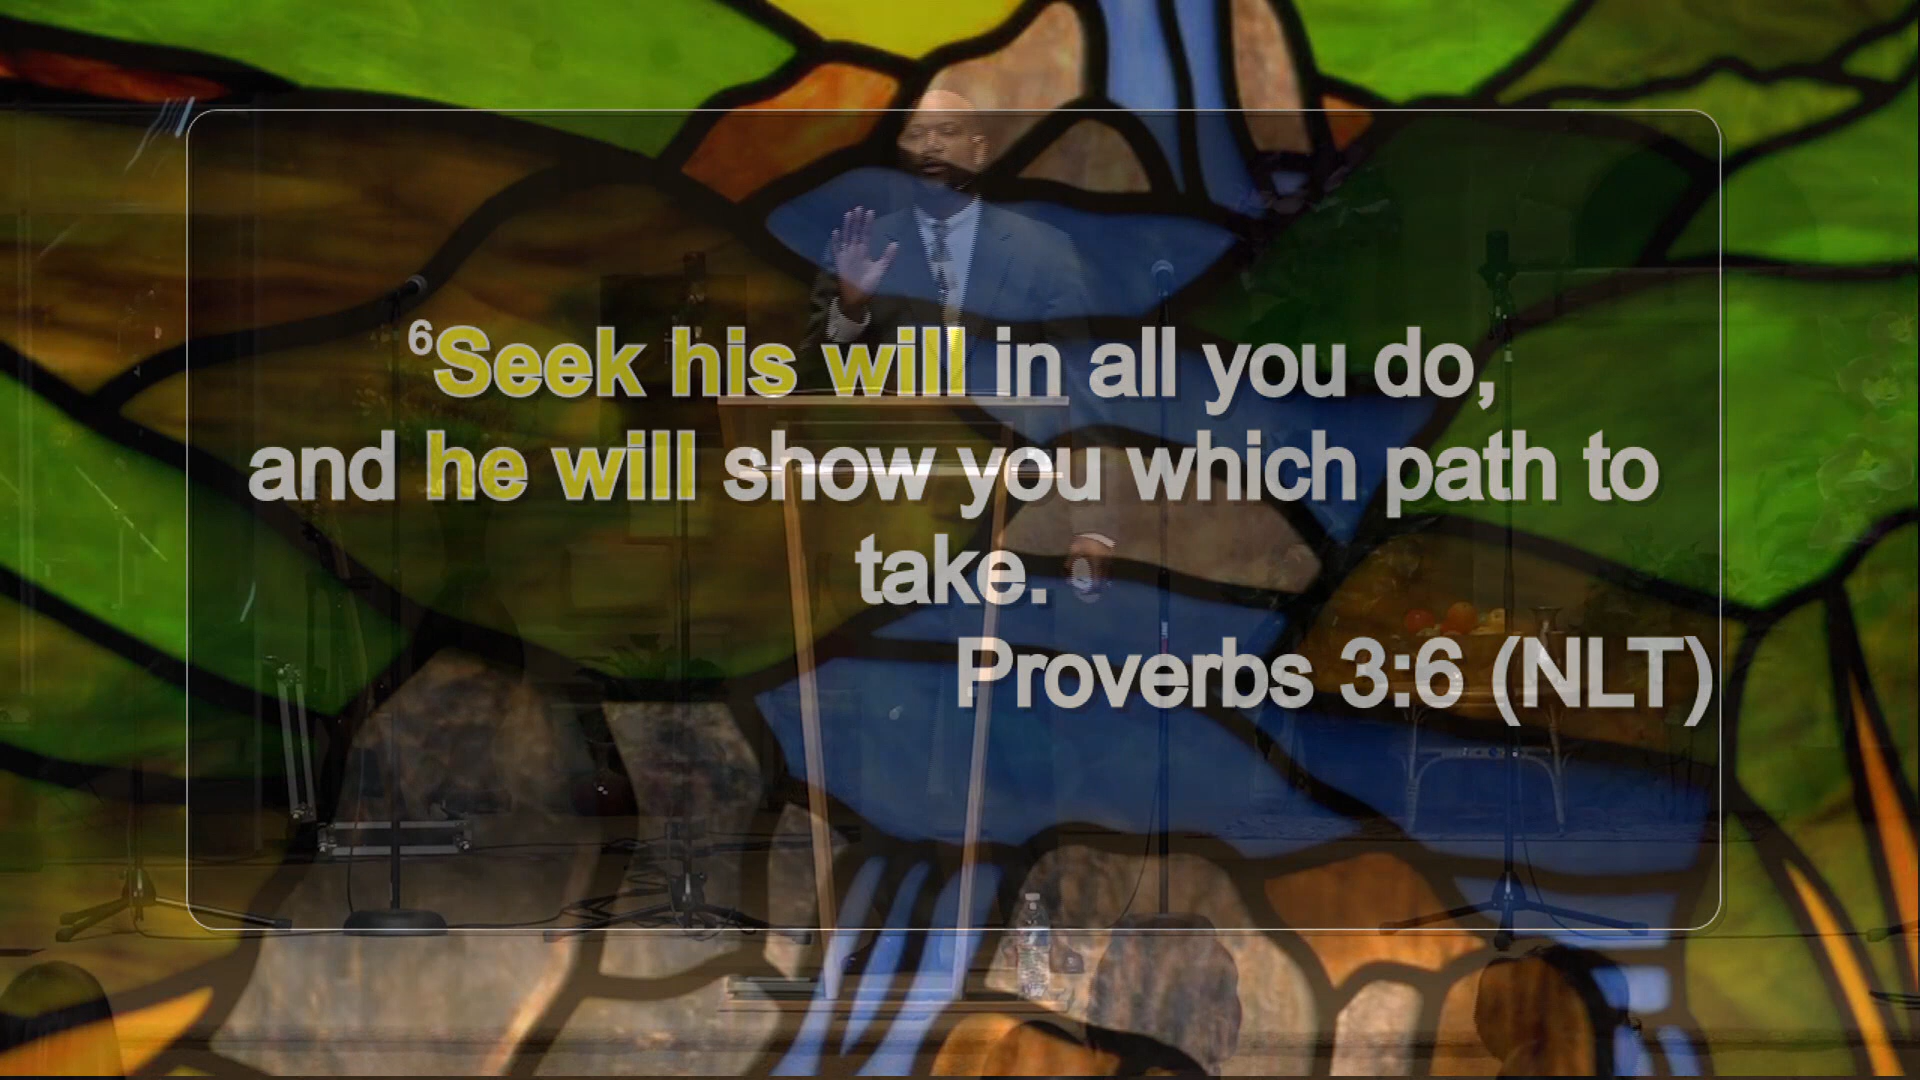 ⁶Seek his will in all you do,
and he will show you which path to
take.
Proverbs 3:6 (NLT)